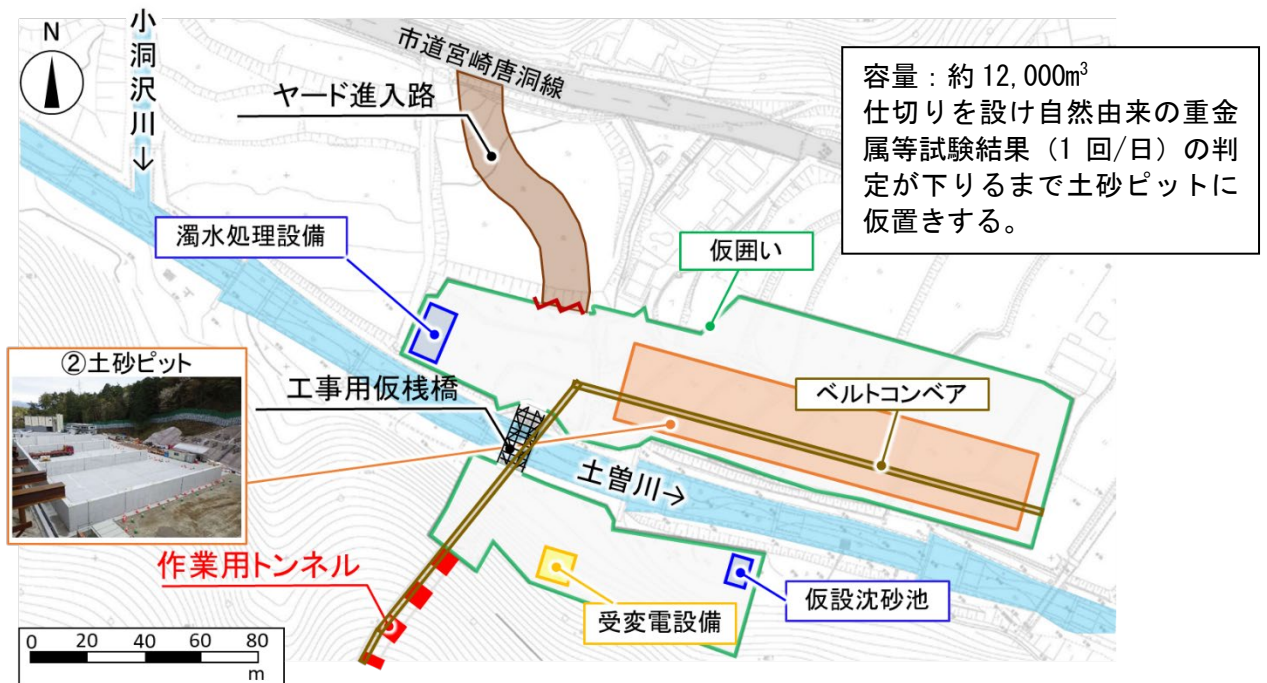 N
小洞沢川→
市道宮崎唐洞線
ヤード進入路
容量：約12,000m³
仕切りを設け自然由来の重金
属等試験結果（1 回/日）の判
定が下りるまで土砂ピットに
仮置きする。
濁水処理設備
仮囲い
②土砂ピット
工事用仮桟橋
ベルトコンベア
土曽川→
作業用トンネル
受変電設備
仮設沈砂池
0 20 40 60 80
m